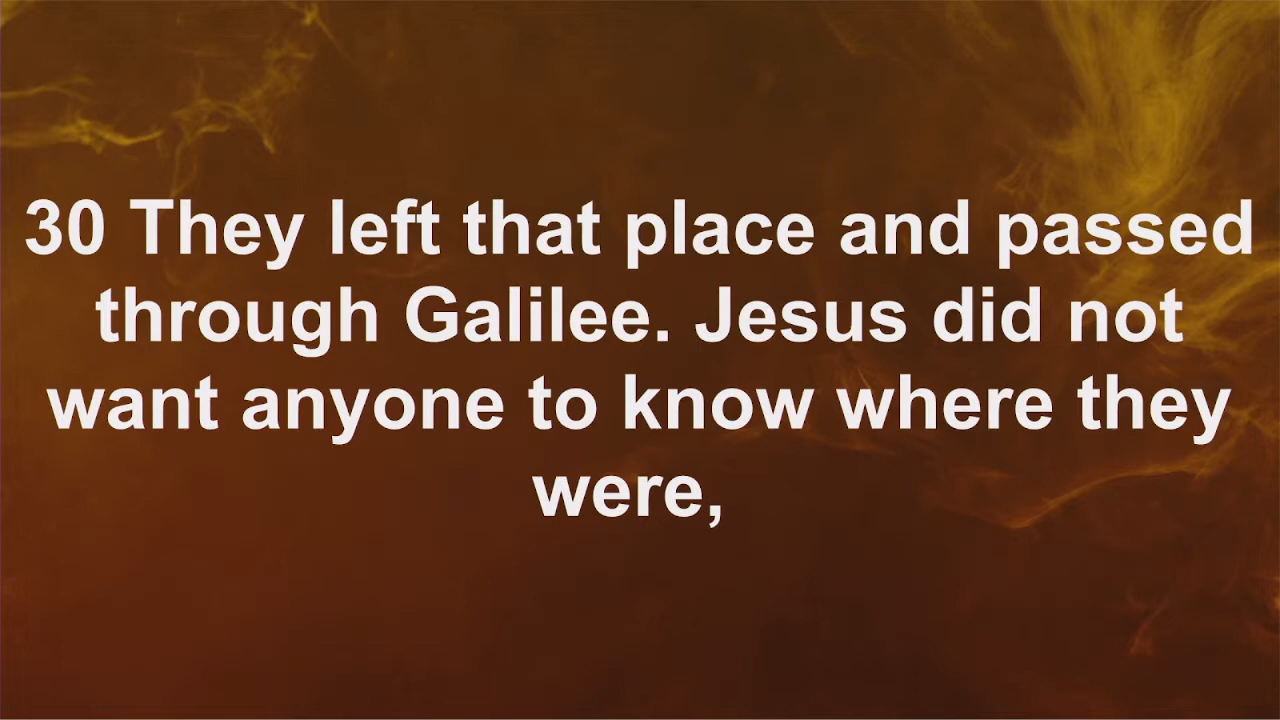 30 They left that place and passed
through Galilee. Jesus did not
want anyone to know where they
were,